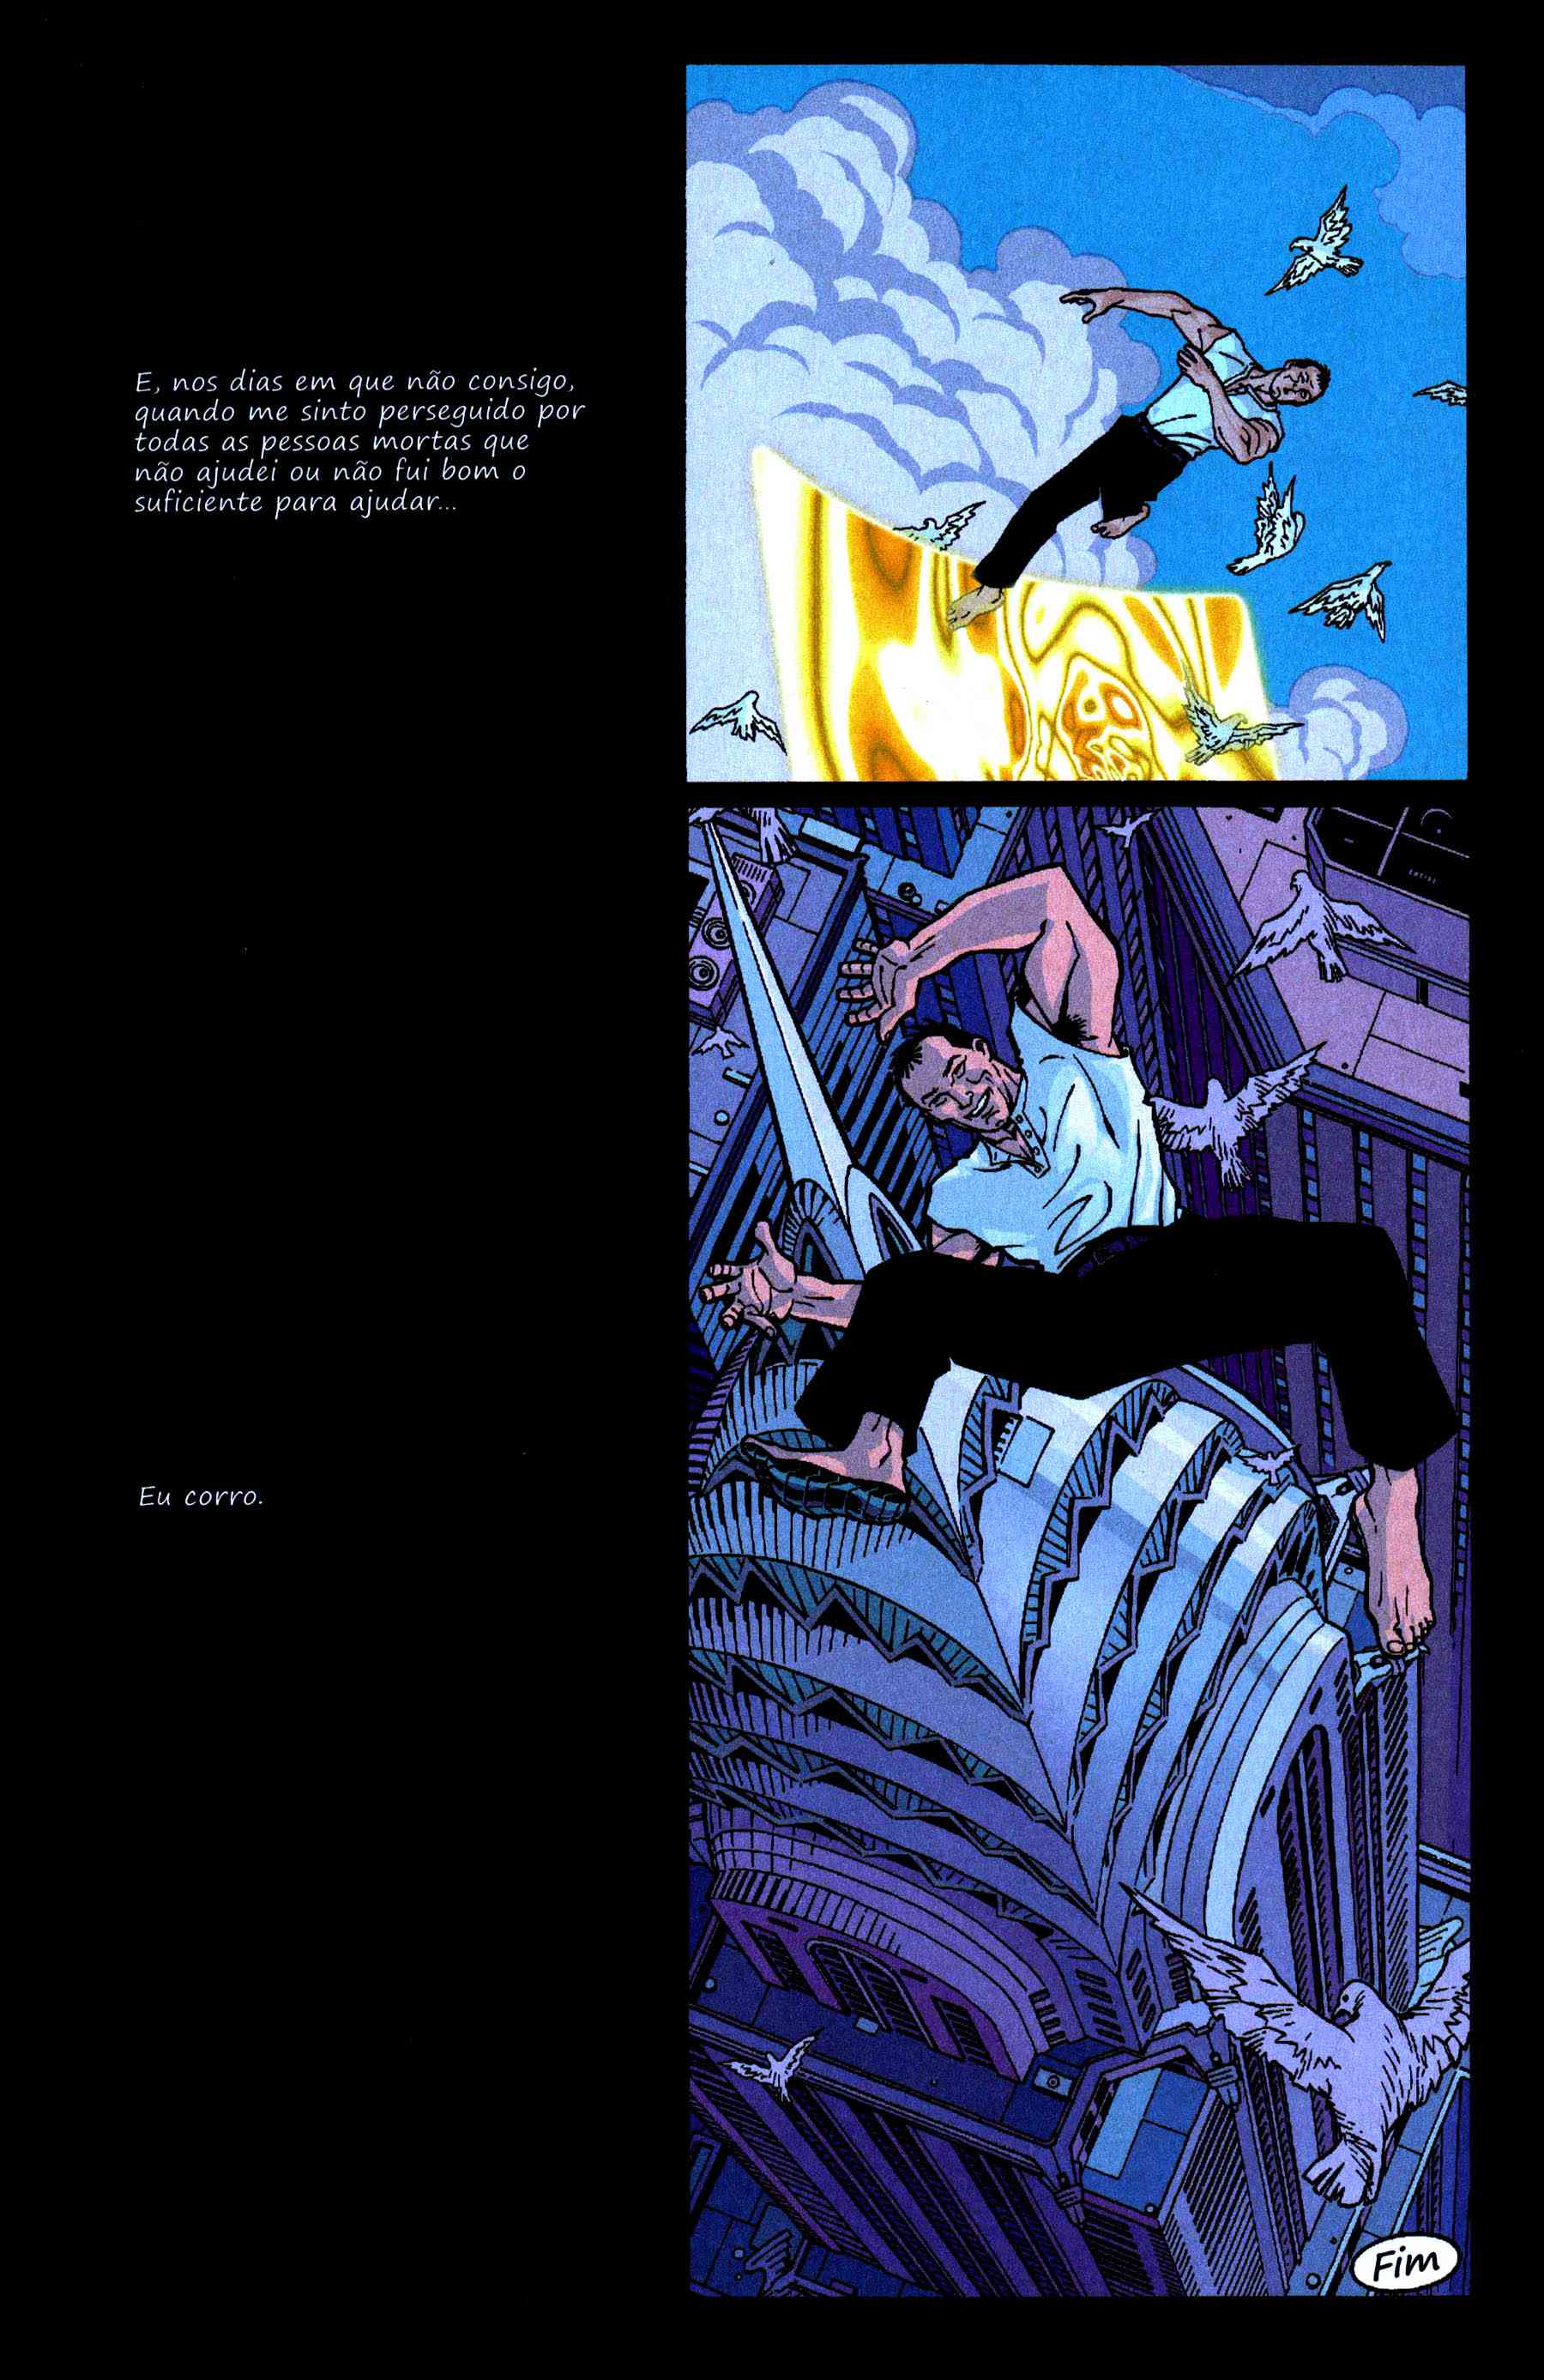 E, nos dias em que não consigo,
quando me sinto perseguido por
todas as pessoas mortas que
não ajudei ou não fui bom o
suficiente para ajudar...
Eu corro.
Fim